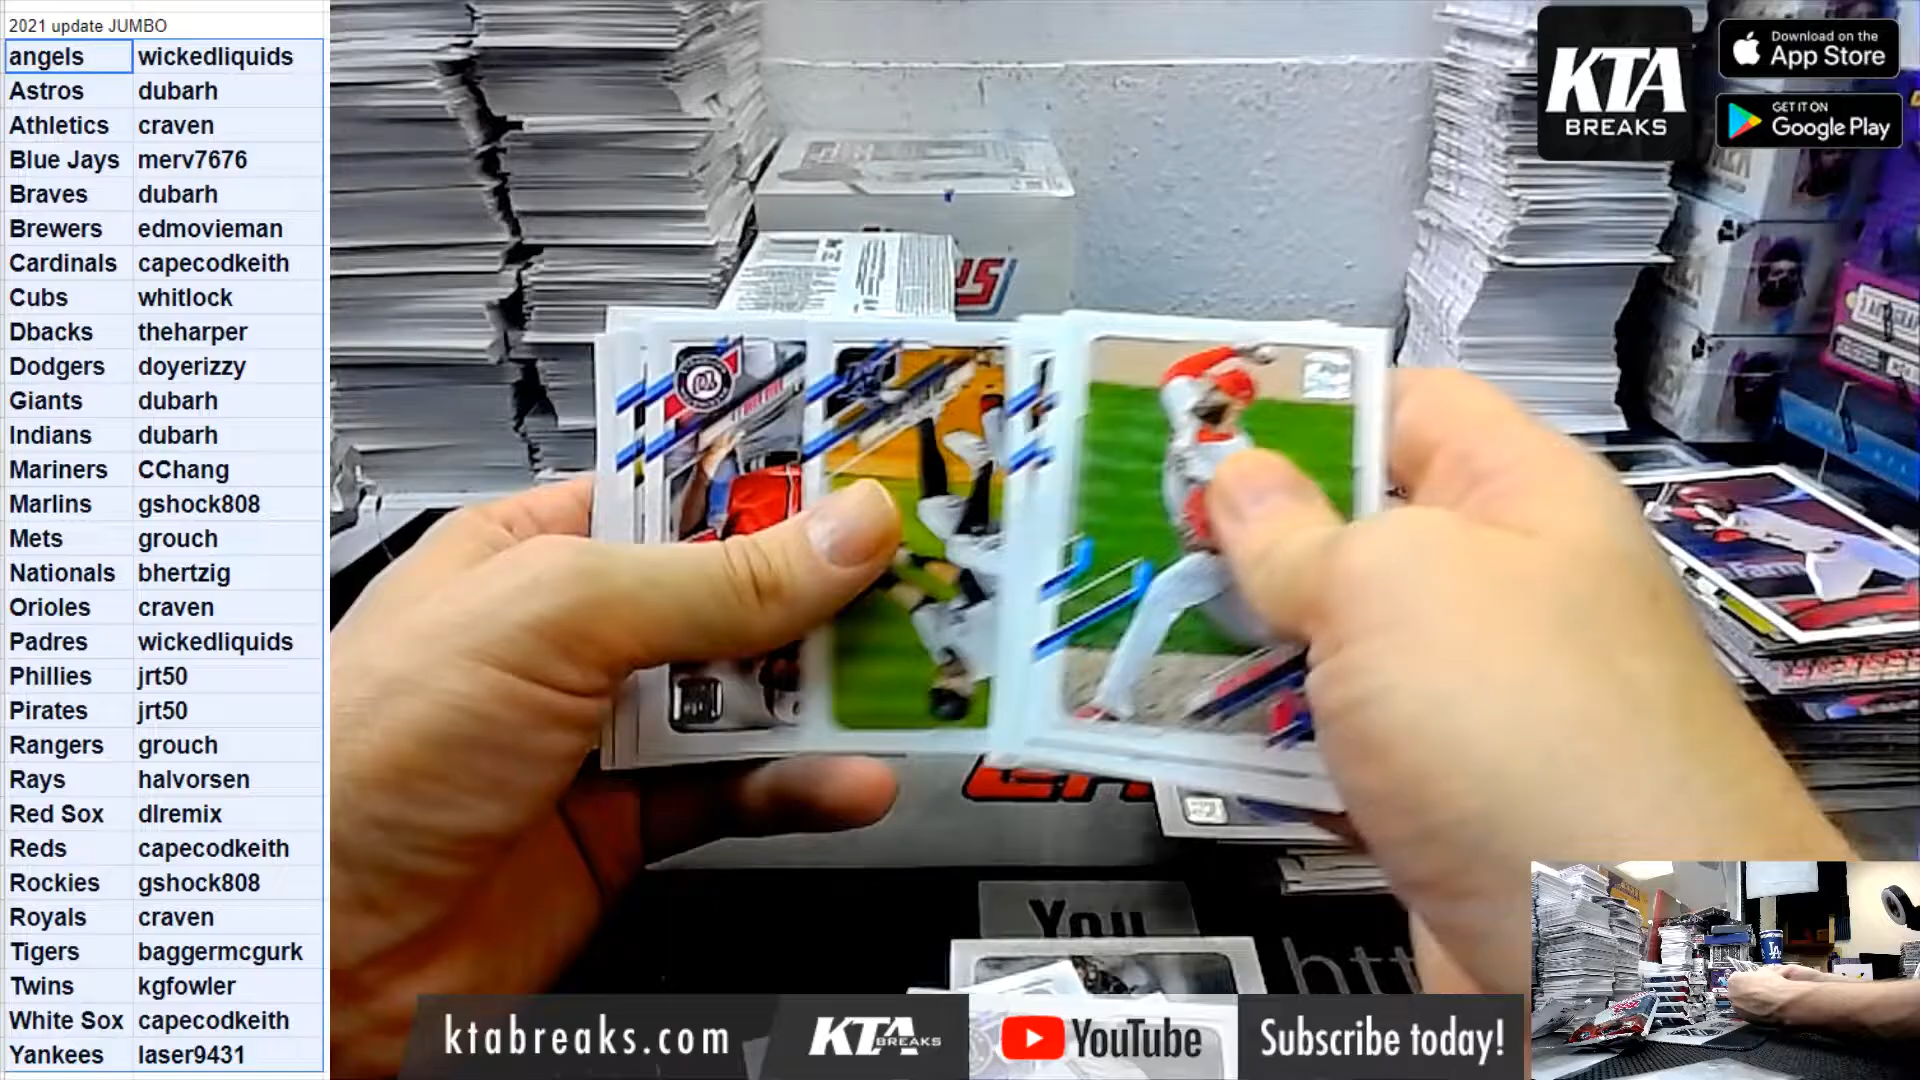 2021 update JUMBO
angels wickedliquids
Astros dubarh
Athletics craven
Blue Jays merv7676
Braves dubarh
Brewers edmovieman
Cardinals capecodkeith
Cubs whitlock
Dbacks theharper
Dodgers doyerizzy
Giants dubarh
Indians dubarh
Mariners CChang
Marlins gshock808
Mets grouch
Nationals bhertzig
Orioles craven
Padres wickedliquids
Phillies jrt50
Pirates jrt50
Rangers grouch
Rays halvorsen
Red Sox dlremix
Reds capecodkeith
Rockies gshock808
Royals craven
Tigers baggermcgurk
Twins kgfowler
White Sox capecodkeith
Yankees laser9431
KTA
BREAKS
Download on the
App Store
GET IT ON
Google Play
You
htt
ktabreaks.com
KTA
BREAKS
YouTube
Subscribe today!